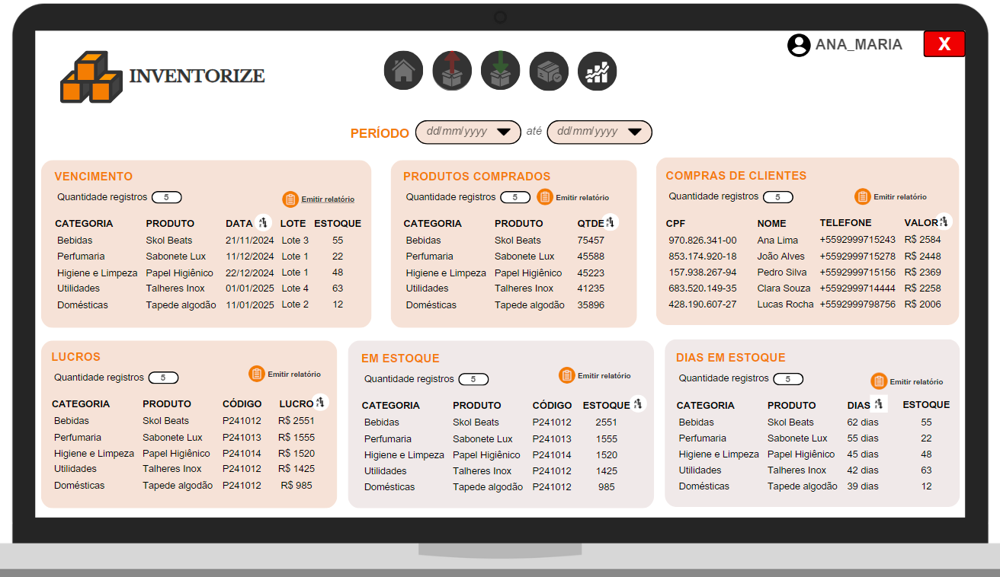 ANA_MARIA
X
INVENTORIZE
PERÍODO dd/mm/yyyy até dd/mm/yyyy
VENCIMENTO
Quantidade registros 5
Emitir relatório
CATEGORIA PRODUTO DATA LOTE ESTOQUE
Bebidas Skol Beats 21/11/2024 Lote 3 55
Perfumaria Sabonete Lux 11/12/2024 Lote 1 22
Higiene e Limpeza Papel Higiênico 22/12/2024 Lote 1 48
Utilidades Talheres Inox 01/01/2025 Lote 4 63
Domésticas Tapede algodão 11/01/2025 Lote 2 12
PRODUTOS COMPRADOS
Quantidade registros 5 Emitir relatório
CATEGORIA PRODUTO QTDE
Bebidas Skol Beats 75457
Perfumaria Sabonete Lux 45588
Higiene e Limpeza Papel Higiênico 45223
Utilidades Talheres Inox 41235
Domésticas Tapede algodão 35896
COMPRAS DE CLIENTES
Quantidade registros 5 Emitir relatório
CPF NOME TELEFONE VALOR
970.826.341-00 Ana Lima +5592999715243 R$ 2584
853.174.920-18 João Alves +5592999715278 R$ 2448
157.938.267-94 Pedro Silva +5592999715156 R$ 2369
683.520.149-35 Clara Souza +5592999714444 R$ 2258
428.190.607-27 Lucas Rocha +5592999798756 R$ 2006
LUCROS
Quantidade registros 5 Emitir relatório
CATEGORIA PRODUTO CÓDIGO LUCRO
Bebidas Skol Beats P241012 R$ 2551
Perfumaria Sabonete Lux P241013 R$ 1555
Higiene e Limpeza Papel Higiênico P241014 R$ 1520
Utilidades Talheres Inox P241012 R$ 1425
Domésticas Tapede algodão P241012 R$ 985
EM ESTOQUE
Quantidade registros 5 Emitir relatório
CATEGORIA PRODUTO CÓDIGO ESTOQUE
Bebidas Skol Beats P241012 2551
Perfumaria Sabonete Lux P241013 1555
Higiene e Limpeza Papel Higiênico P241014 1520
Utilidades Talheres Inox P241012 1425
Domésticas Tapede algodão P241012 985
DIAS EM ESTOQUE
Quantidade registros 5 Emitir relatório
CATEGORIA PRODUTO DIAS ESTOQUE
Bebidas Skol Beats 62 dias 55
Perfumaria Sabonete Lux 55 dias 22
Higiene e Limpeza Papel Higiênico 45 dias 48
Utilidades Talheres Inox 42 dias 63
Domésticas Tapede algodão 39 dias 12